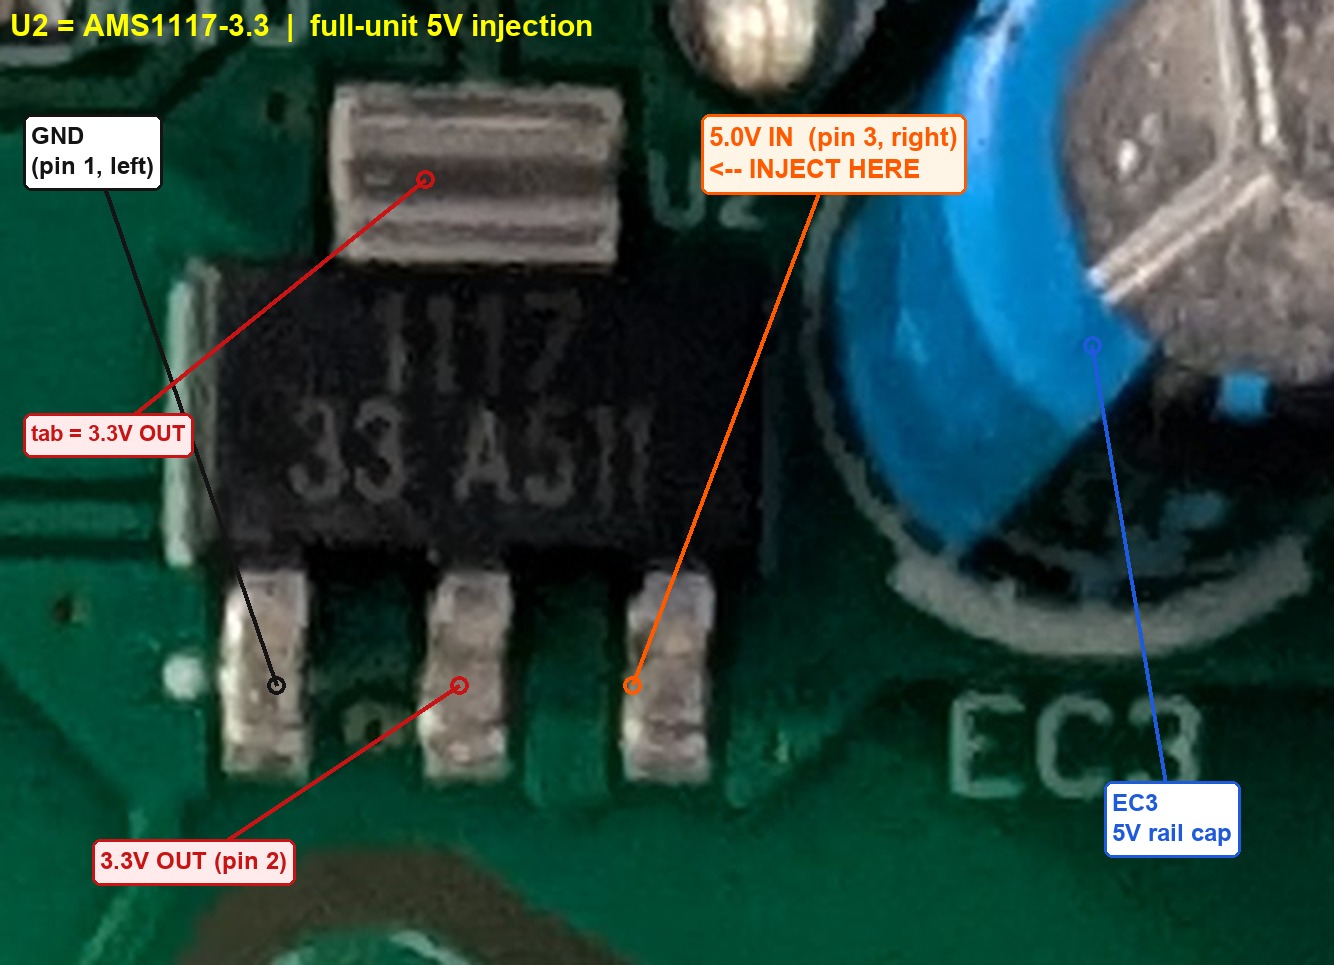 U2 = AMS1117-3.3 | full-unit 5V injection
GND
(pin 1, left)
5.0V IN (pin 3, right)
<-- INJECT HERE
U2
1117
33 A511
tab = 3.3V OUT
EC3
EC3
5V rail cap
3.3V OUT (pin 2)